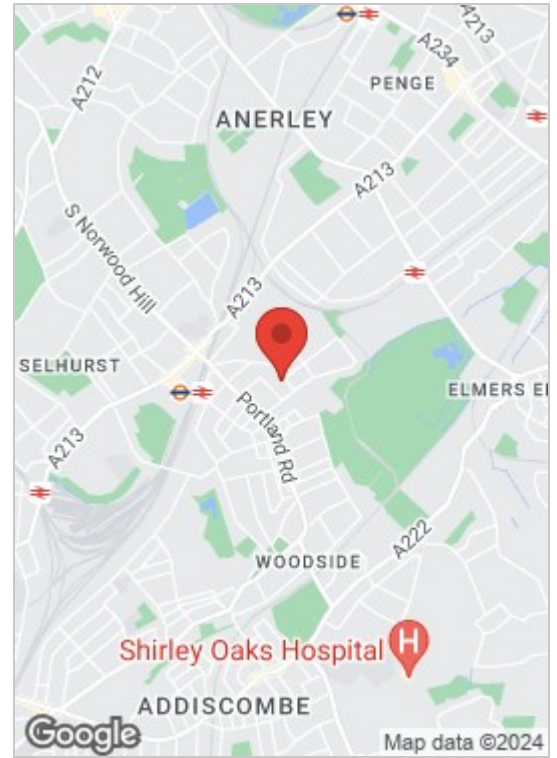 A213
A234
A212
PENGE
ANERLEY
A213
S Norwood Hill
A213
SELHURST
ELMERS E
Portland Rd
A213
A222
WOODSIDE
Shirley Oaks Hospital
H
ADDISCOMBE
Google
Map data ©2024